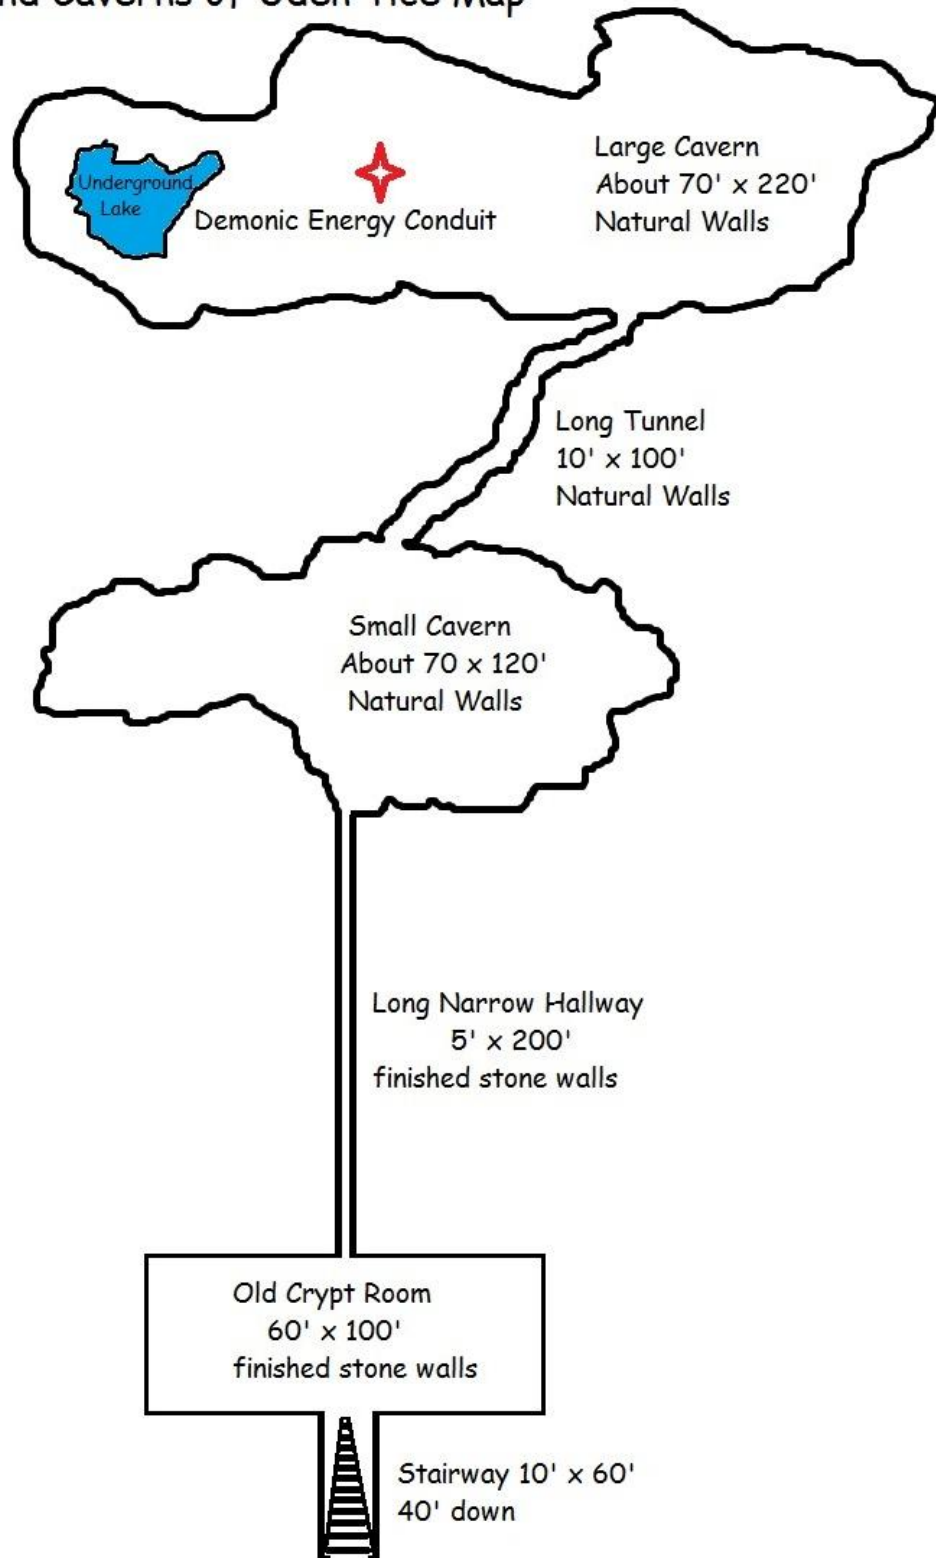 Caverns of
Map
Large Cavern
About 70' x 220'
Natural Walls
Underground
Lake
Demonic Energy Conduit
Long Tunnel
10' x 100'
Natural Walls
Small Cavern
About 70 x 120'
Natural Walls
Long Narrow Hallway
5' x 200'
finished stone walls
Old Crypt Room
60' x 100'
finished stone walls
Stairway 10' x 60'
40' down